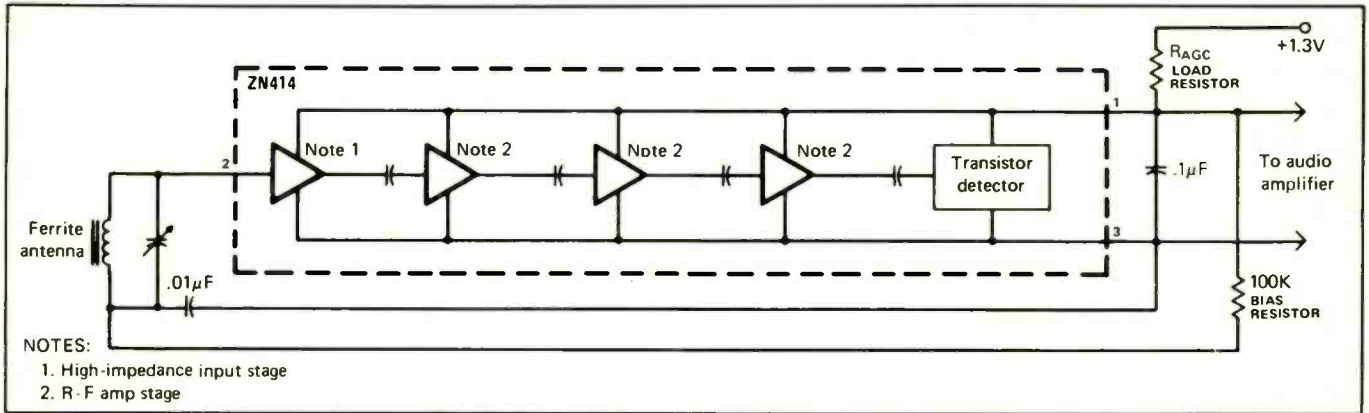 ZN414
Note 1
Note 2
Note 2
Note 2
Transistor
detector
RAGC
LOAD
RESISTOR
+1.3V
1
2
3
.1µF
To audio
amplifier
Ferrite
antenna
.01µF
100K
BIAS
RESISTOR
NOTES:
1. High-impedance input stage
2. R-F amp stage